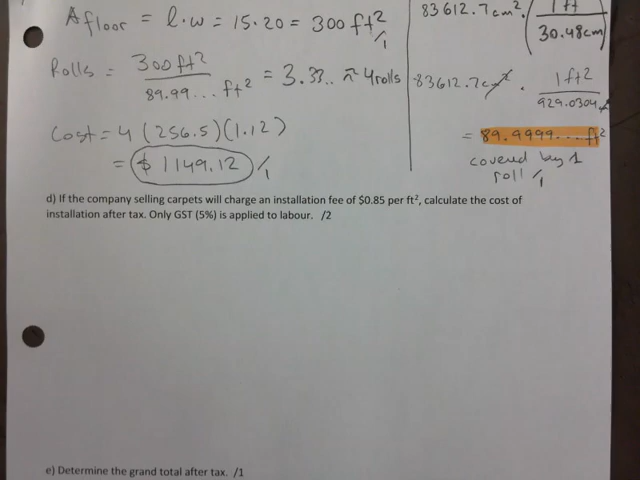 A floor = l·w = 15·20 = 300 ft² /1
Rolls = 300 ft² / 89.99... ft² = 3.33.. ≈ 4 rolls
Cost = 4 (256.5)(1.12)
= $ 1149.12 /1
83612.7 cm² · (1 ft / 30.48 cm)
83612.7 cm² · 1 ft² / 929.0304
= 89.9999... ft²
covered by 1
roll /1
d) If the company selling carpets will charge an installation fee of $0.85 per ft², calculate the cost of
installation after tax. Only GST (5%) is applied to labour. /2
e) Determine the grand total after tax. /1